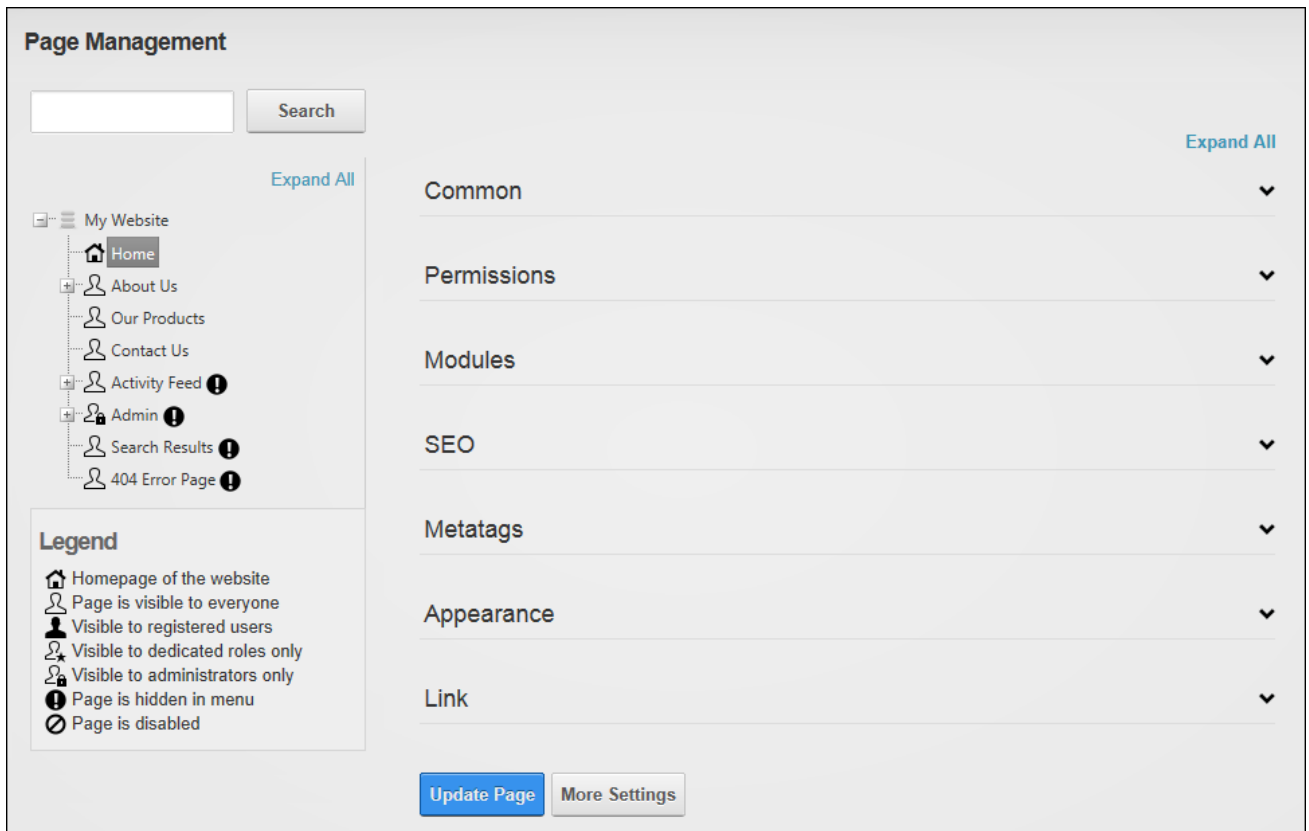 Page Management
Search
Expand All
My Website
Home
About Us
Our Products
Contact Us
Activity Feed
Admin
Search Results
404 Error Page
Legend
Homepage of the website
Page is visible to everyone
Visible to registered users
Visible to dedicated roles only
Visible to administrators only
Page is hidden in menu
Page is disabled
Expand All
Common
Permissions
Modules
SEO
Metatags
Appearance
Link
Update Page
More Settings